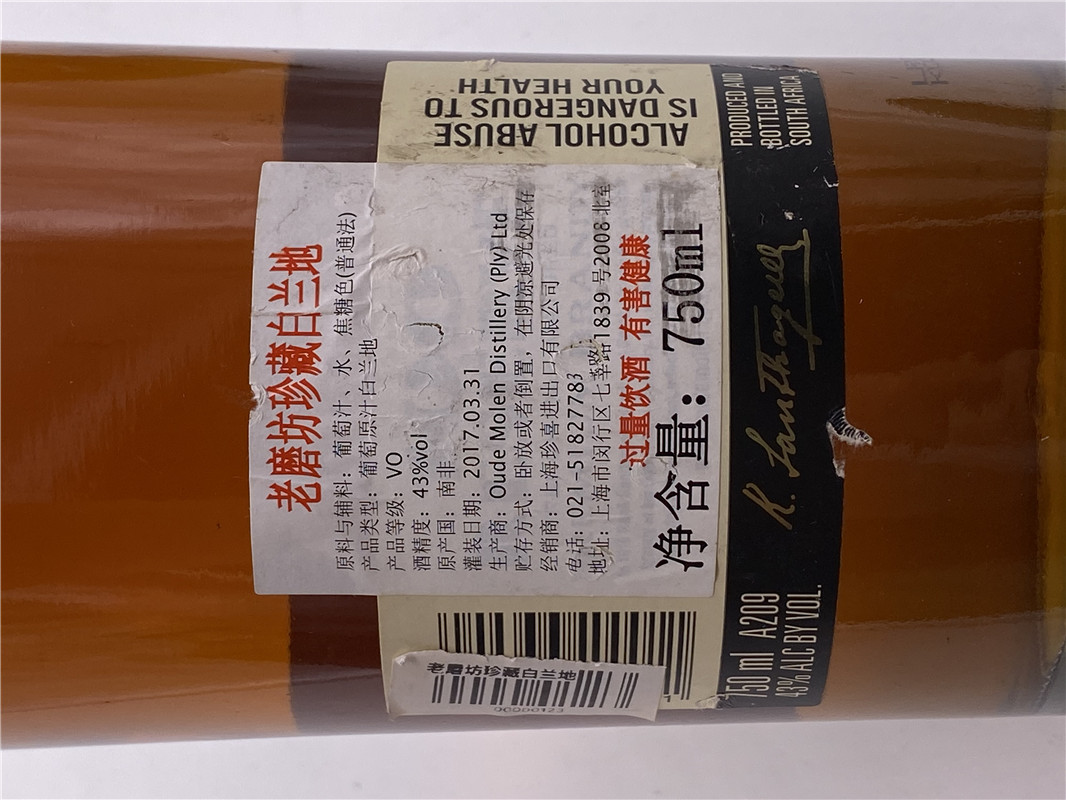 ALCOHOL ABUSE
IS DANGEROUS TO
YOUR HEALTH
老磨坊珍藏白兰地
原料与辅料：葡萄汁、水、焦糖色(普通法)
产品类型：葡萄原汁白兰地
产品等级：VO
酒精度：43%vol
原产国：南非
灌装日期：2017.03.31
生产商：Oude Molen Distillery (Ply) Ltd
贮存方式：卧放或者倒置，在阴凉避光处保存
经销商：上海珍喜进出口有限公司
电话：021-51827783
地址：上海市闵行区七莘路1839号2008北室
过量饮酒 有害健康
净含量：750ml
PRODUCED AND
BOTTLED IN
SOUTH AFRICA
750 ml A209
43% ALC BY VOL.
老磨坊珍藏白兰地